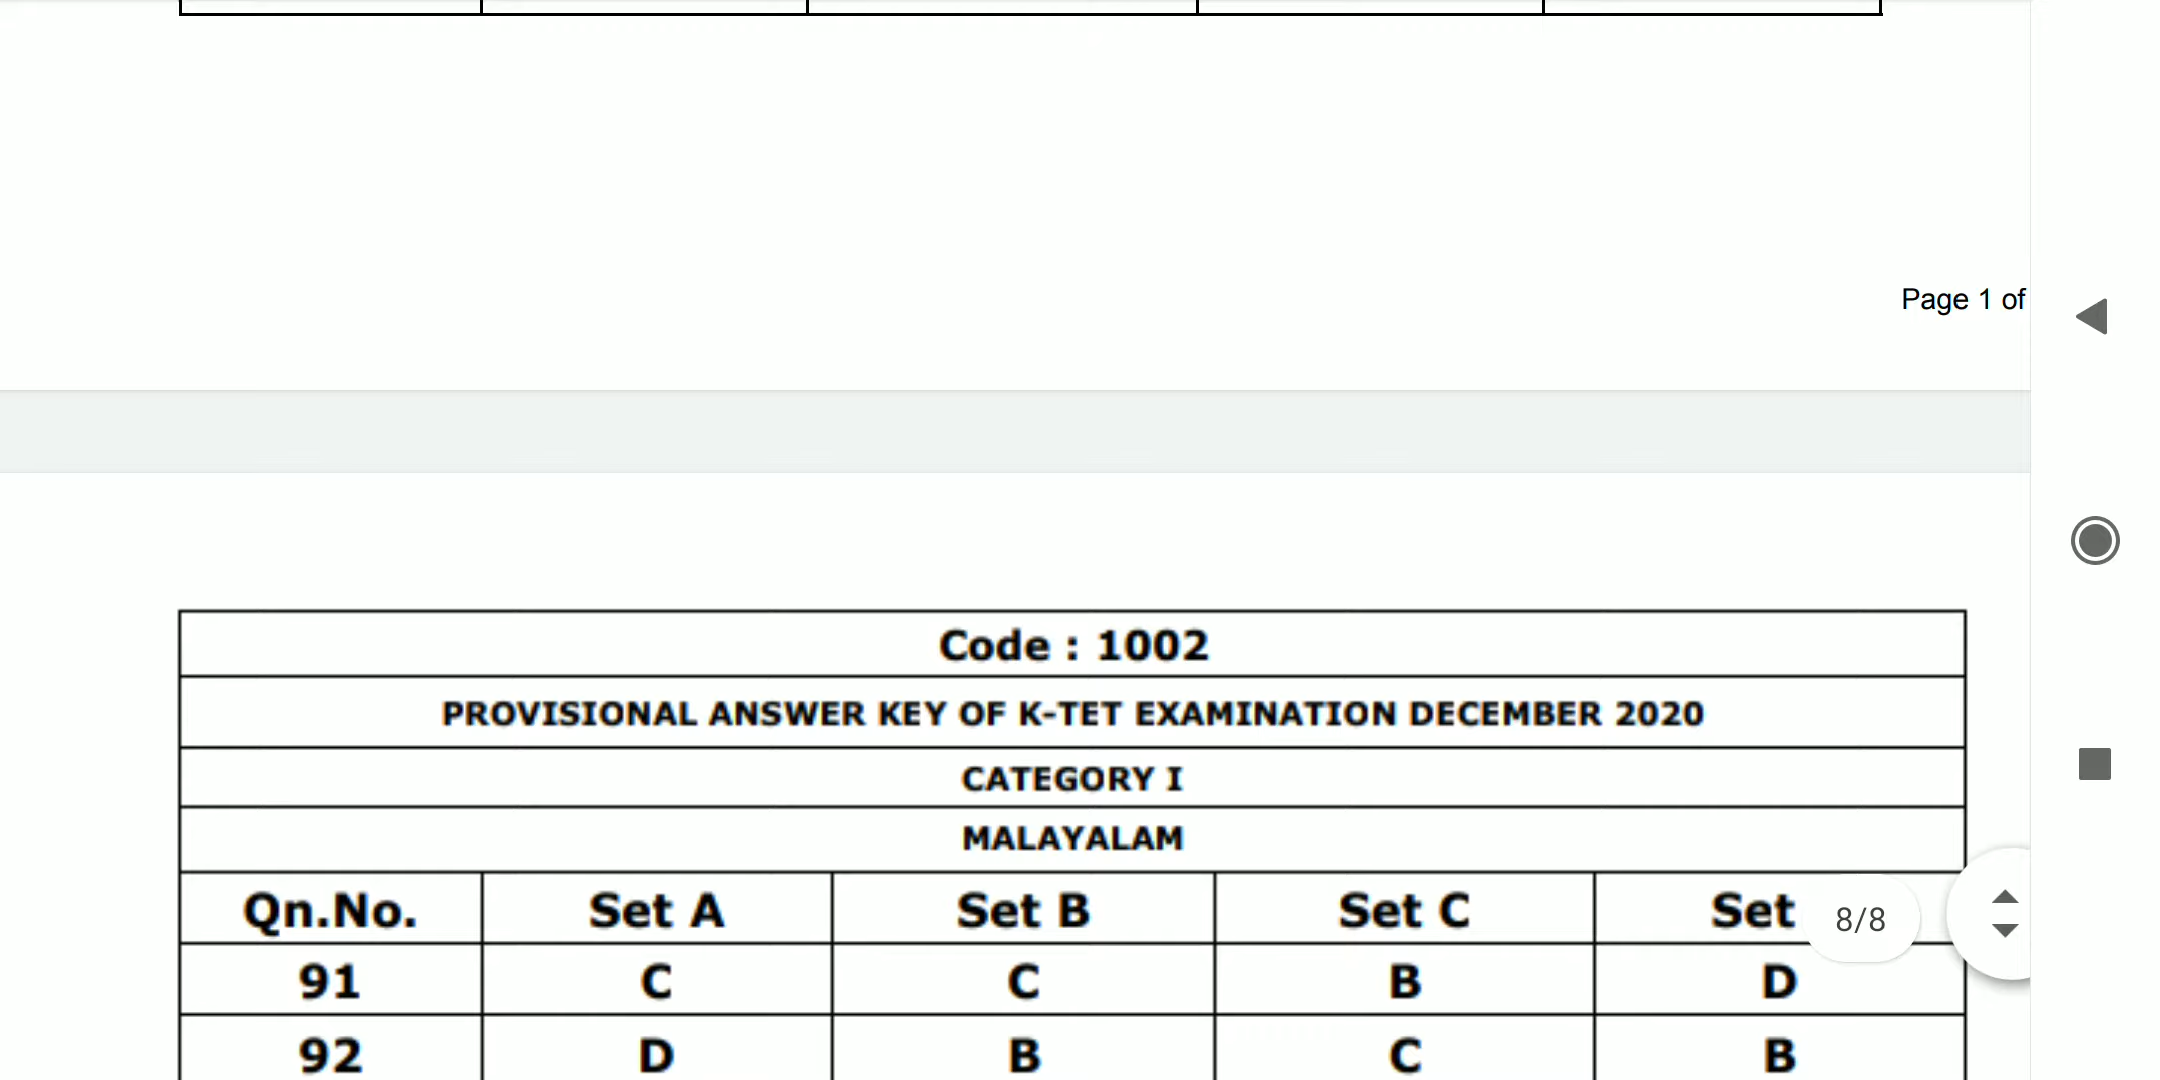 Page 1 of
Code : 1002
PROVISIONAL ANSWER KEY OF K-TET EXAMINATION DECEMBER 2020
CATEGORY I
MALAYALAM
Qn.No. Set A Set B Set C Set 8/8
91 C C B D
92 D B C B